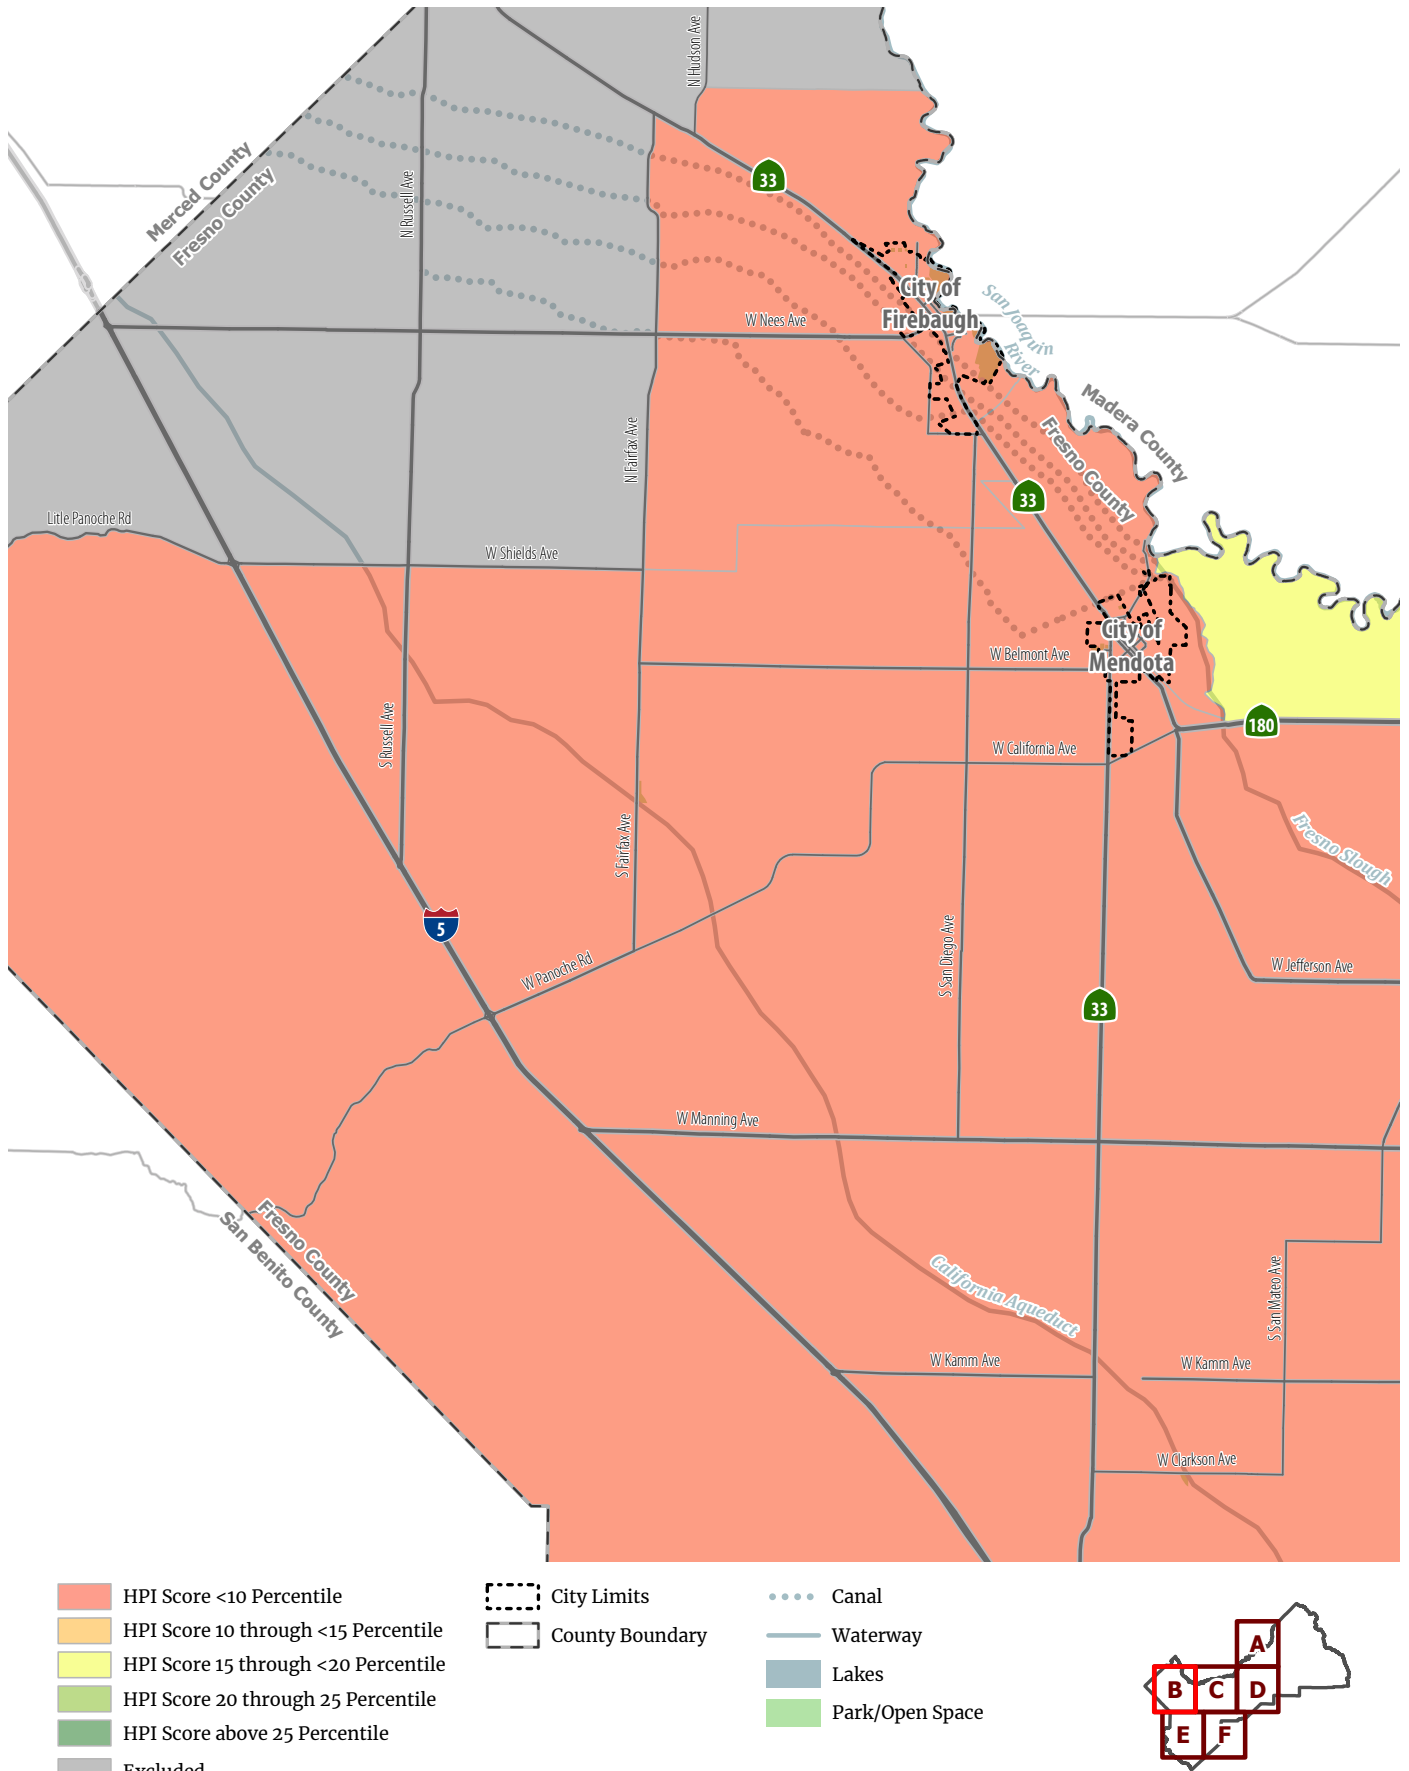 N Hudson Ave
33
Merced County
Fresno County
N Russell Ave
City of
Firebaugh
San Joaquin
River
W Nees Ave
Madera County
Fresno County
N Fairfax Ave
33
Litle Panoche Rd
W Shields Ave
City of
Mendota
W Belmont Ave
180
S Russell Ave
W California Ave
S Fairfax Ave
Fresno Slough
5
S San Diego Ave
W Panoche Rd
W Jefferson Ave
33
W Manning Ave
Fresno County
San Benito County
California Aqueduct
S San Mateo Ave
W Kamm Ave
W Kamm Ave
W Clarkson Ave
HPI Score <10 Percentile
HPI Score 10 through <15 Percentile
HPI Score 15 through <20 Percentile
HPI Score 20 through 25 Percentile
HPI Score above 25 Percentile
Excluded
City Limits
County Boundary
Canal
Waterway
Lakes
Park/Open Space
A
B
C
D
E
F